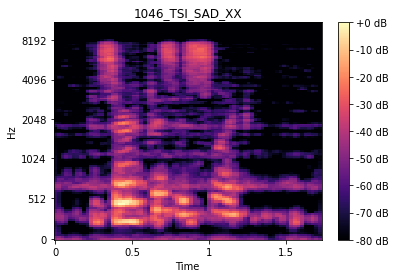 1046_TSI_SAD_XX
+0 dB
8192
-10 dB
4096
-20 dB
-30 dB
2048
Hz
-40 dB
1024
-50 dB
512
-60 dB
-70 dB
0
-80 dB
0
0.5
1
1.5
Time